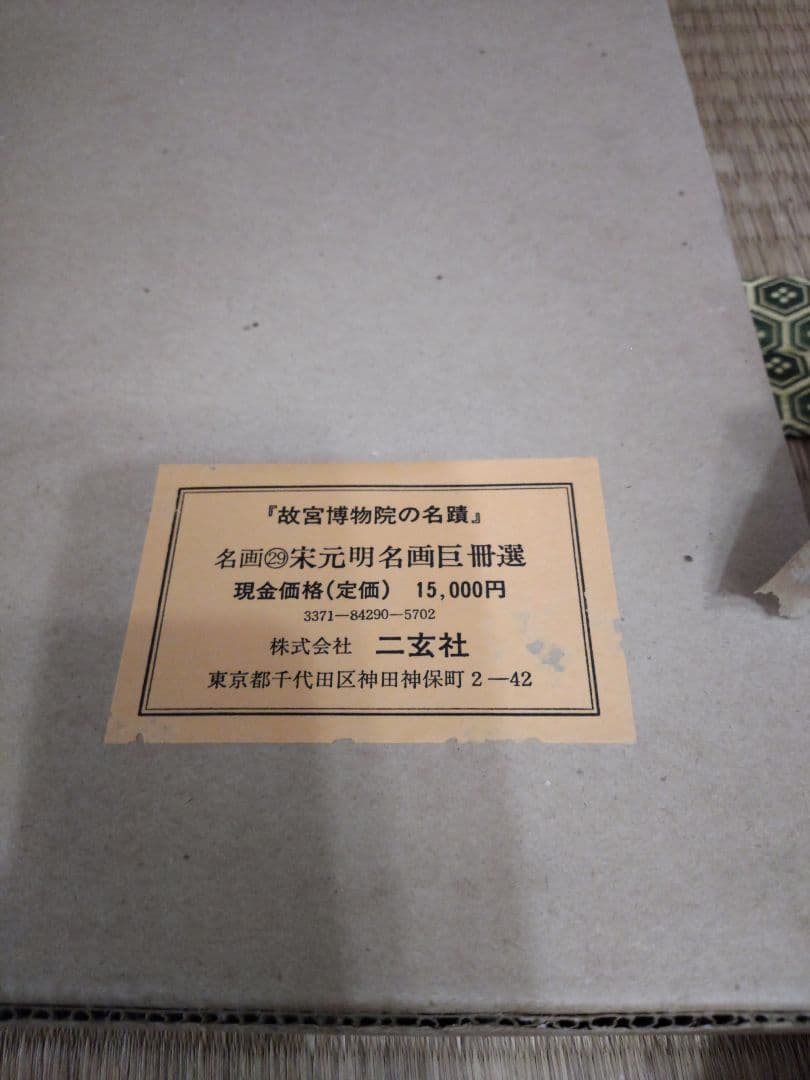 『故宮博物院の名蹟』
名画㉙宋元明名画巨冊選
現金価格(定価) 15,000円
3371—84290—5702
株式会社 二玄社
東京都千代田区神田神保町2—42